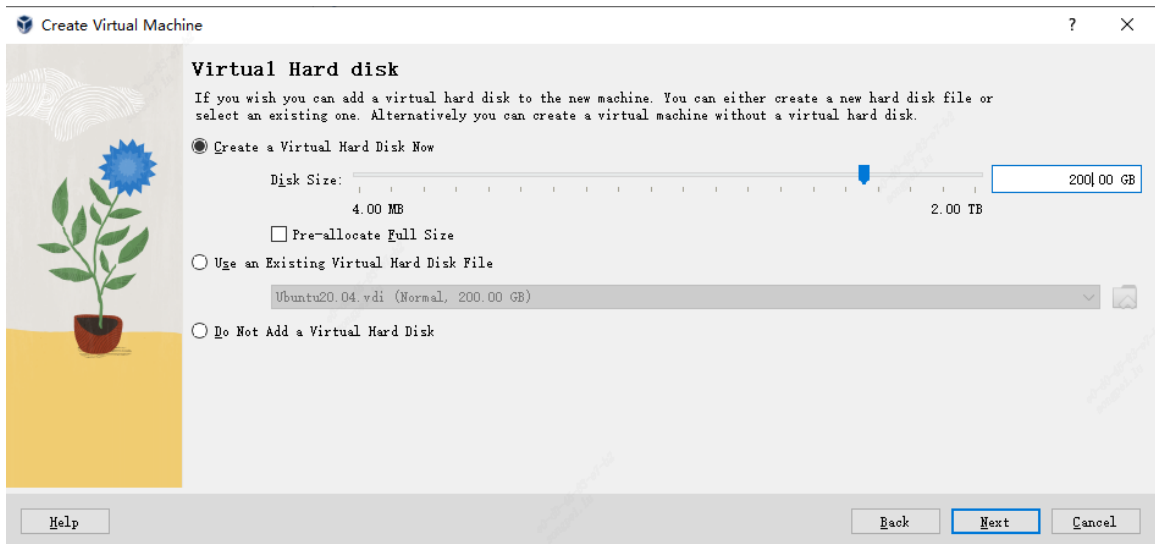 Create Virtual Machine
?
Virtual Hard disk
If you wish you can add a virtual hard disk to the new machine. You can either create a new hard disk file or
select an existing one. Alternatively you can create a virtual machine without a virtual hard disk.
Create a Virtual Hard Disk Now
Disk Size:
200.00 GB
4.00 MB
2.00 TB
Pre-allocate Full Size
Use an Existing Virtual Hard Disk File
Ubuntu20.04.vdi (Normal, 200.00 GB)
Do Not Add a Virtual Hard Disk
Help
Back
Next
Cancel